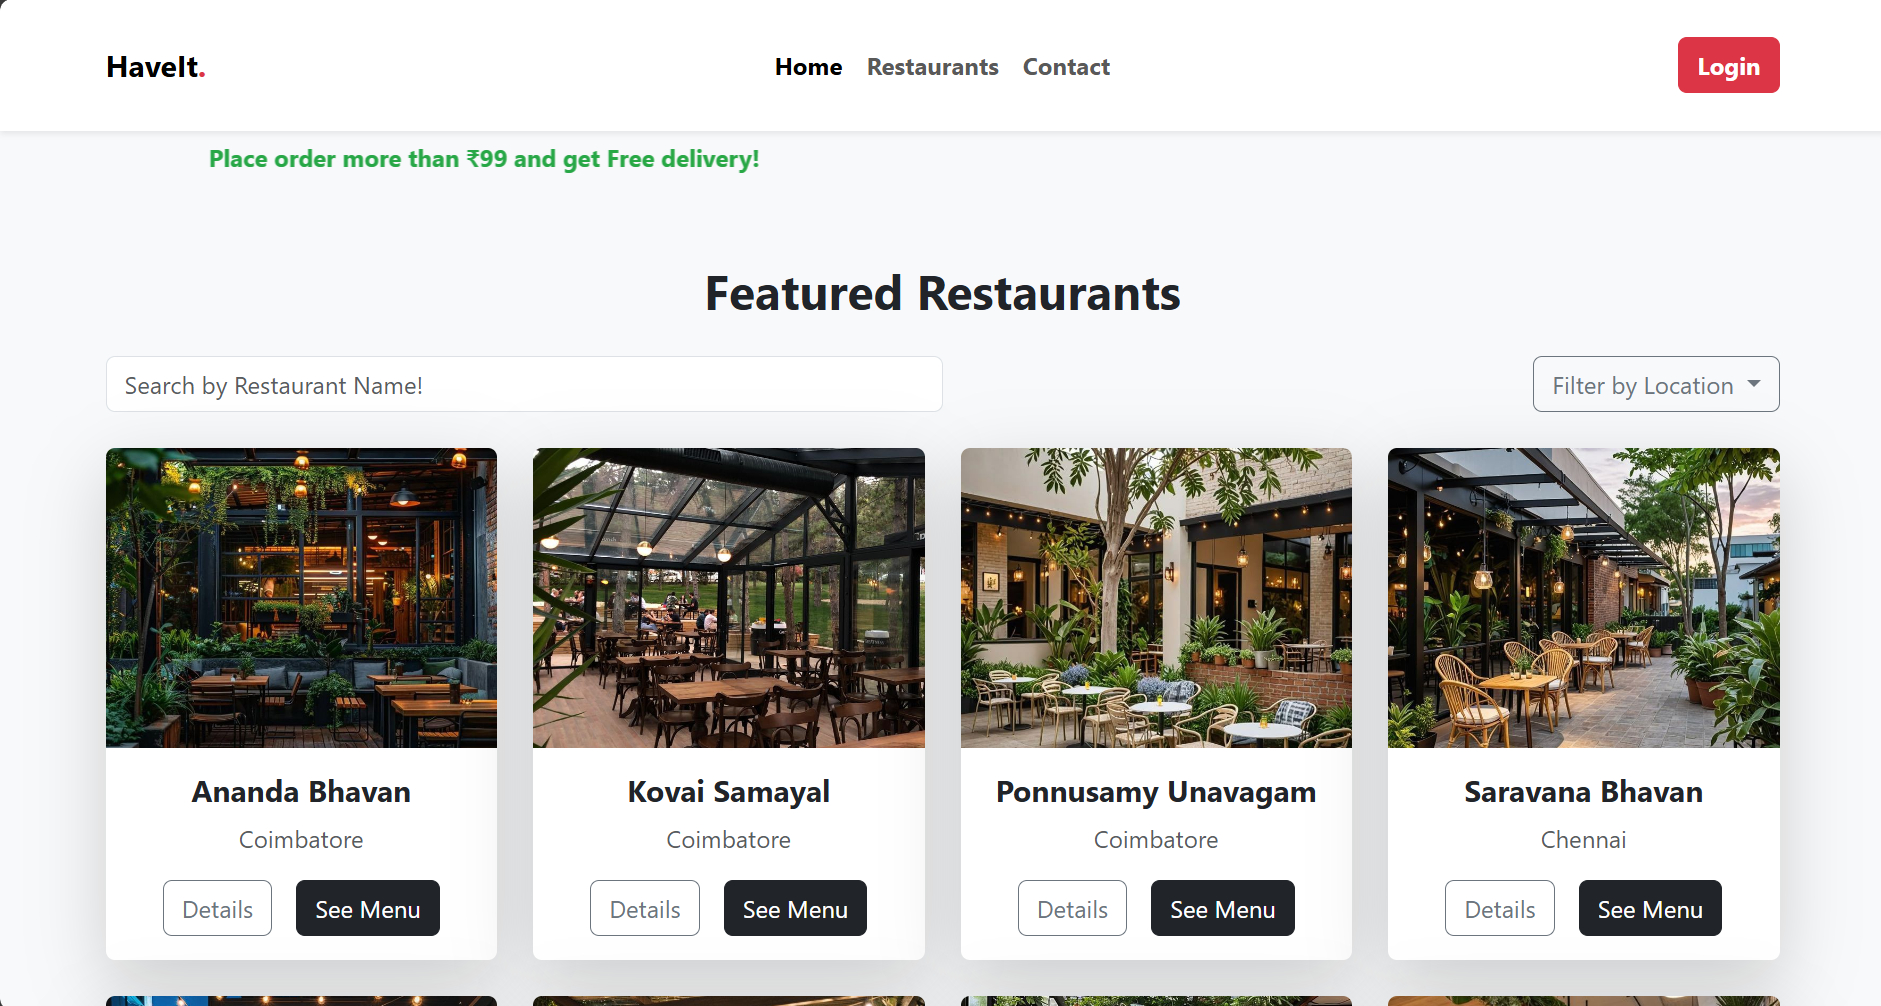 HaveIt.
Home Restaurants Contact
Login
Place order more than ₹99 and get Free delivery!
Featured Restaurants
Search by Restaurant Name!
Filter by Location
Ananda Bhavan
Coimbatore
Details See Menu
Kovai Samayal
Coimbatore
Details See Menu
Ponnusamy Unavagam
Coimbatore
Details See Menu
Saravana Bhavan
Chennai
Details See Menu